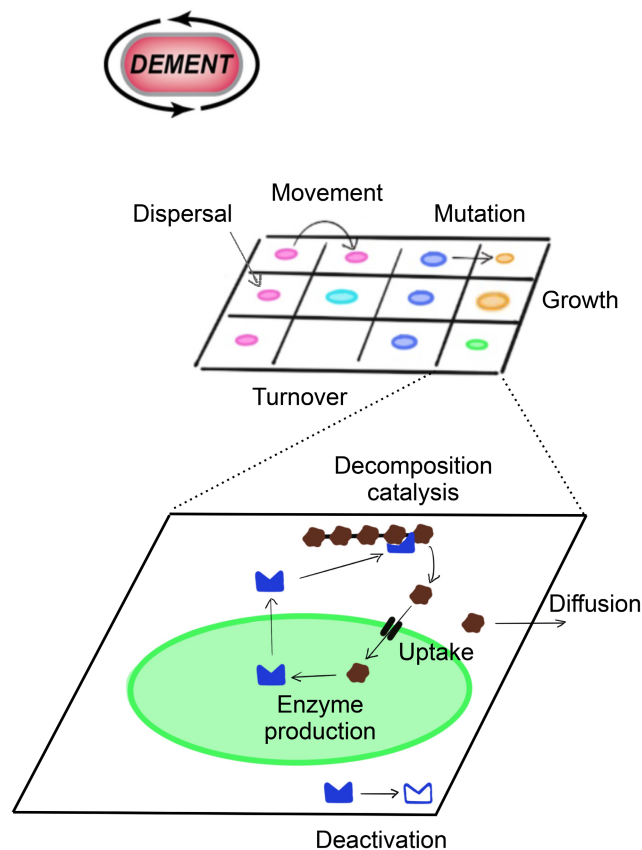 DEMENT
Movement
Dispersal
Mutation
Growth
Turnover
Decomposition
catalysis
Diffusion
Uptake
Enzyme
production
Deactivation